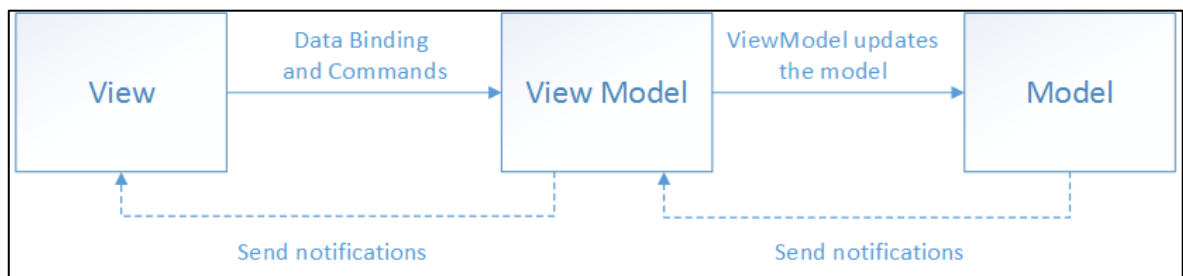 Data Binding
and Commands
ViewModel updates
the model
View
View Model
Model
Send notifications
Send notifications